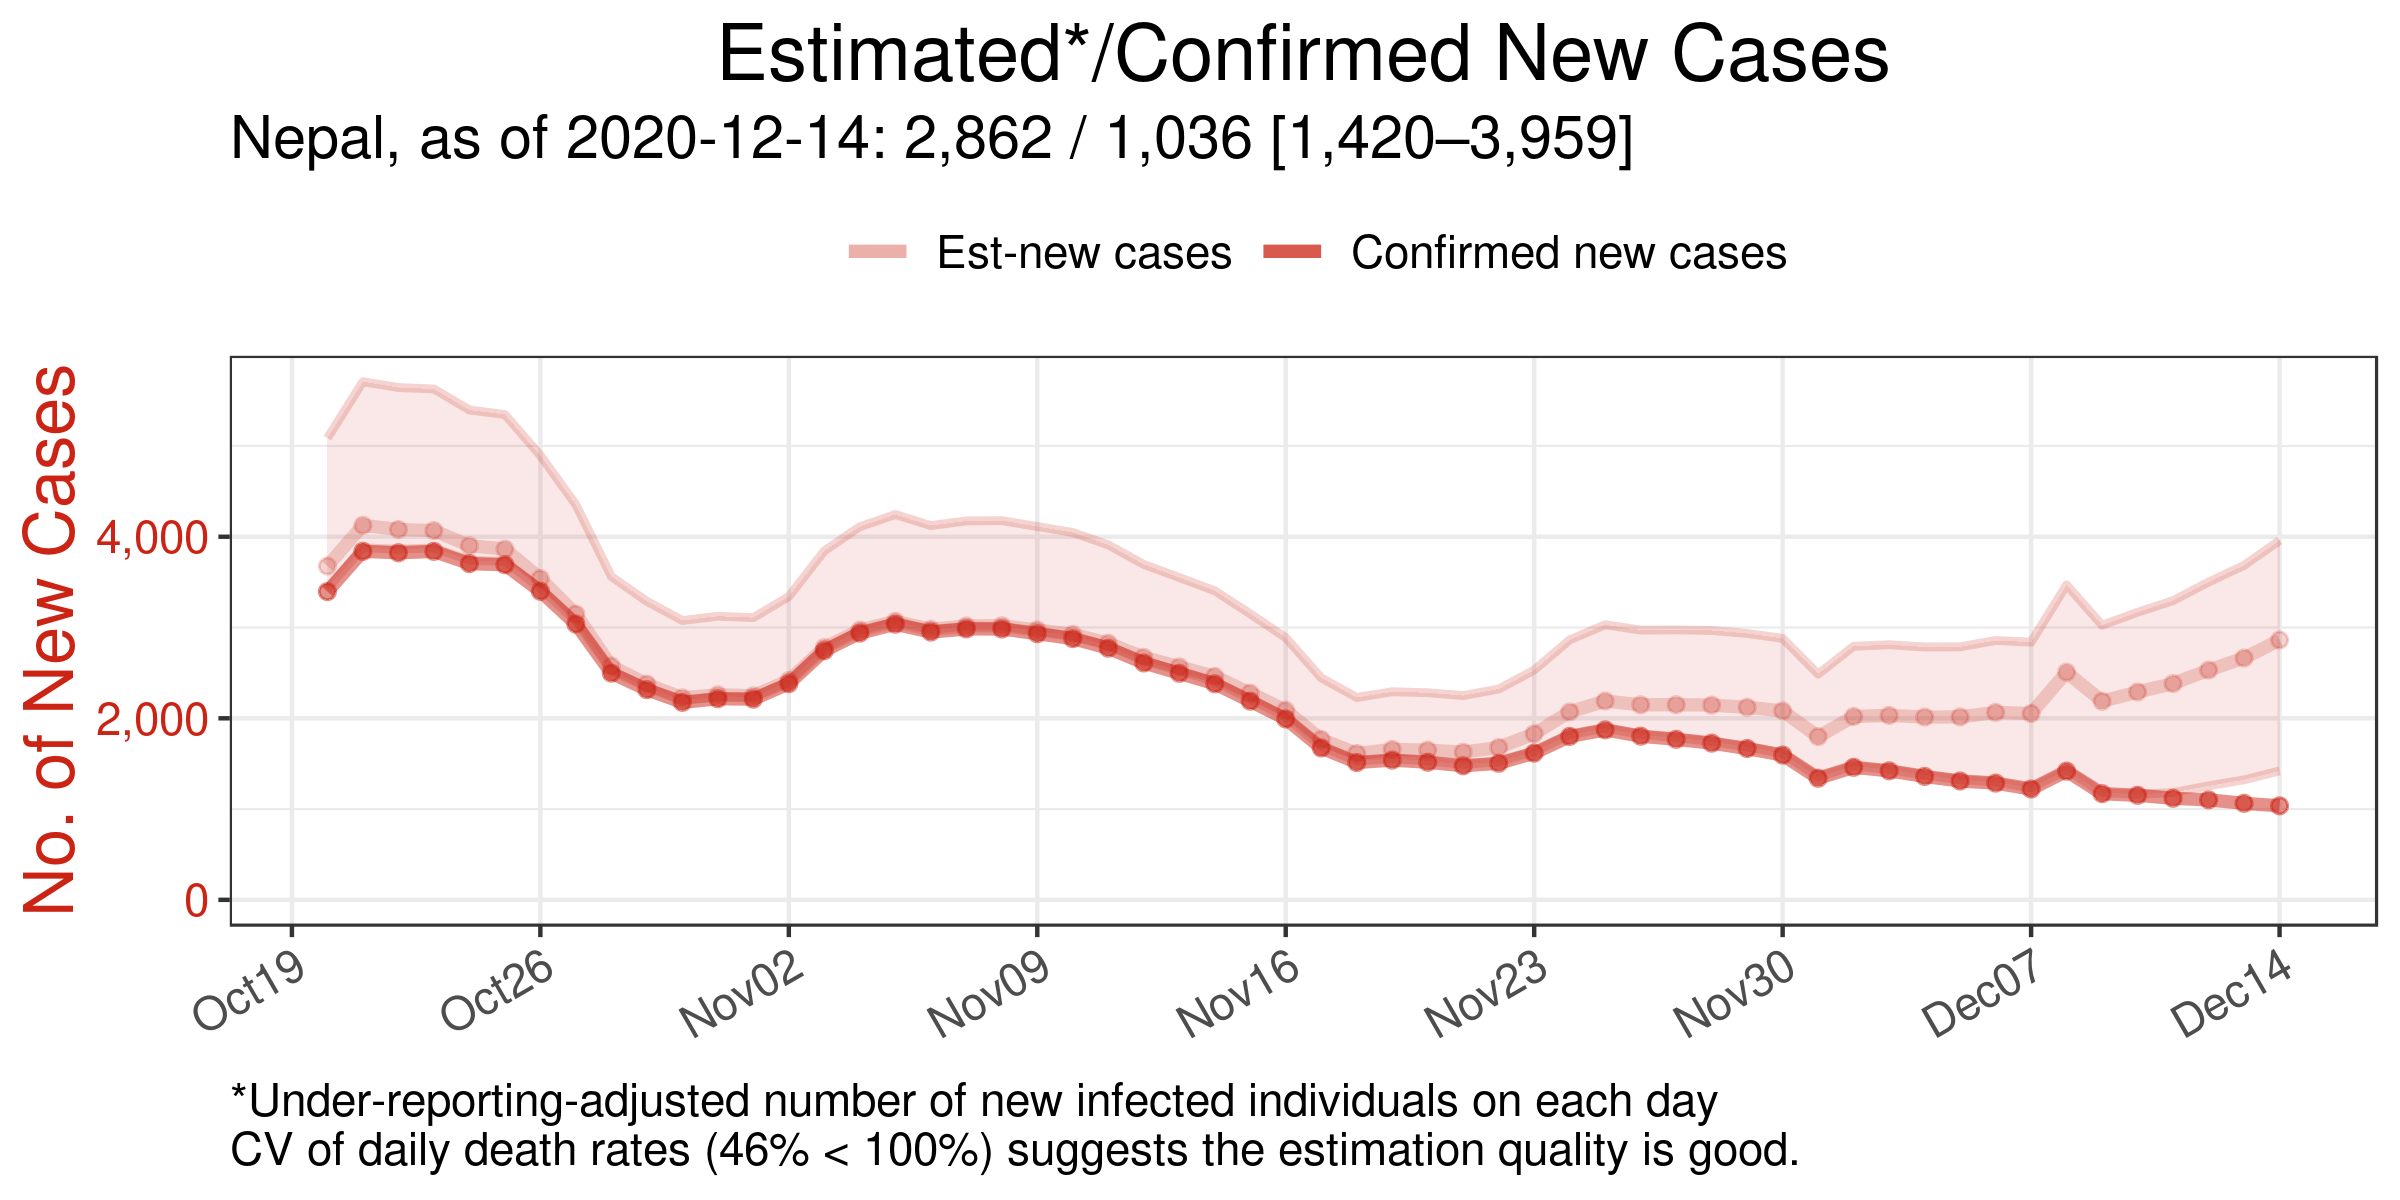 Estimated*/Confirmed New Cases
Nepal, as of 2020-12-14: 2,862 / 1,036 [1,420–3,959]
Est-new cases
Confirmed new cases
No. of New Cases
4,000
2,000
0
Oct19
Oct26
Nov02
Nov09
Nov16
Nov23
Nov30
Dec07
Dec14
*Under-reporting-adjusted number of new infected individuals on each day
CV of daily death rates (46% < 100%) suggests the estimation quality is good.